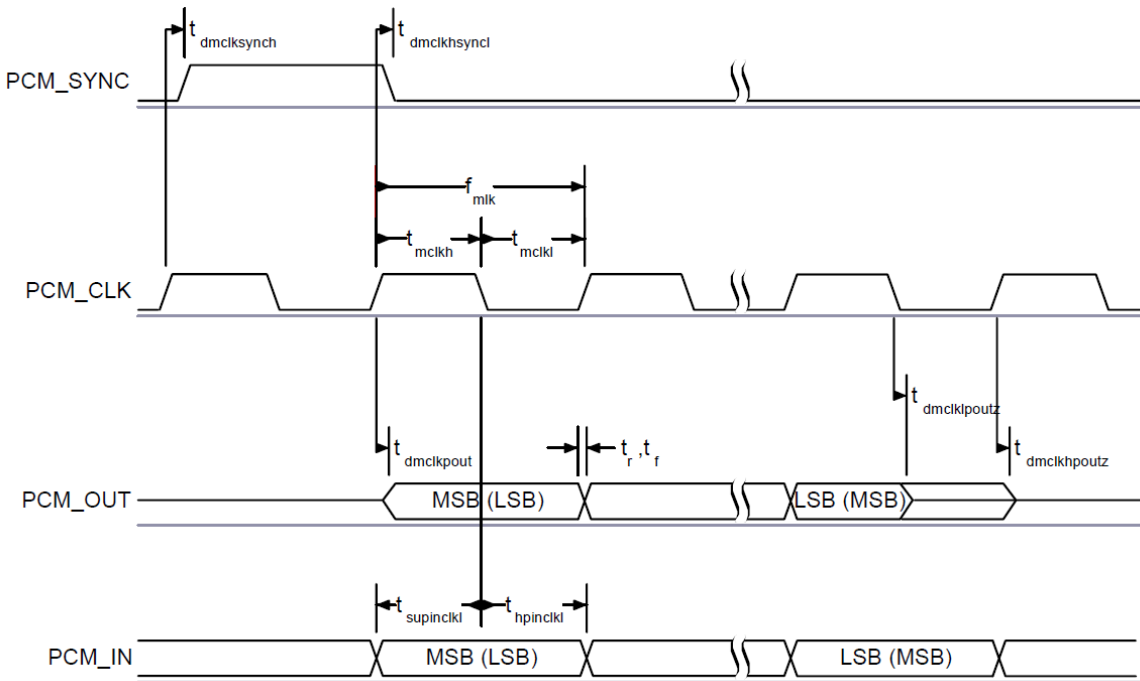 t dmclksynch
t dmclkhsyncl
PCM_SYNC
f mlk
t mclkh
t mclkl
PCM_CLK
t dmclklpoutz
t dmclkpout
t r ,t f
t dmclkhpoutz
PCM_OUT
MSB (LSB)
LSB (MSB)
t supinclkl
t hpinclkl
PCM_IN
MSB (LSB)
LSB (MSB)